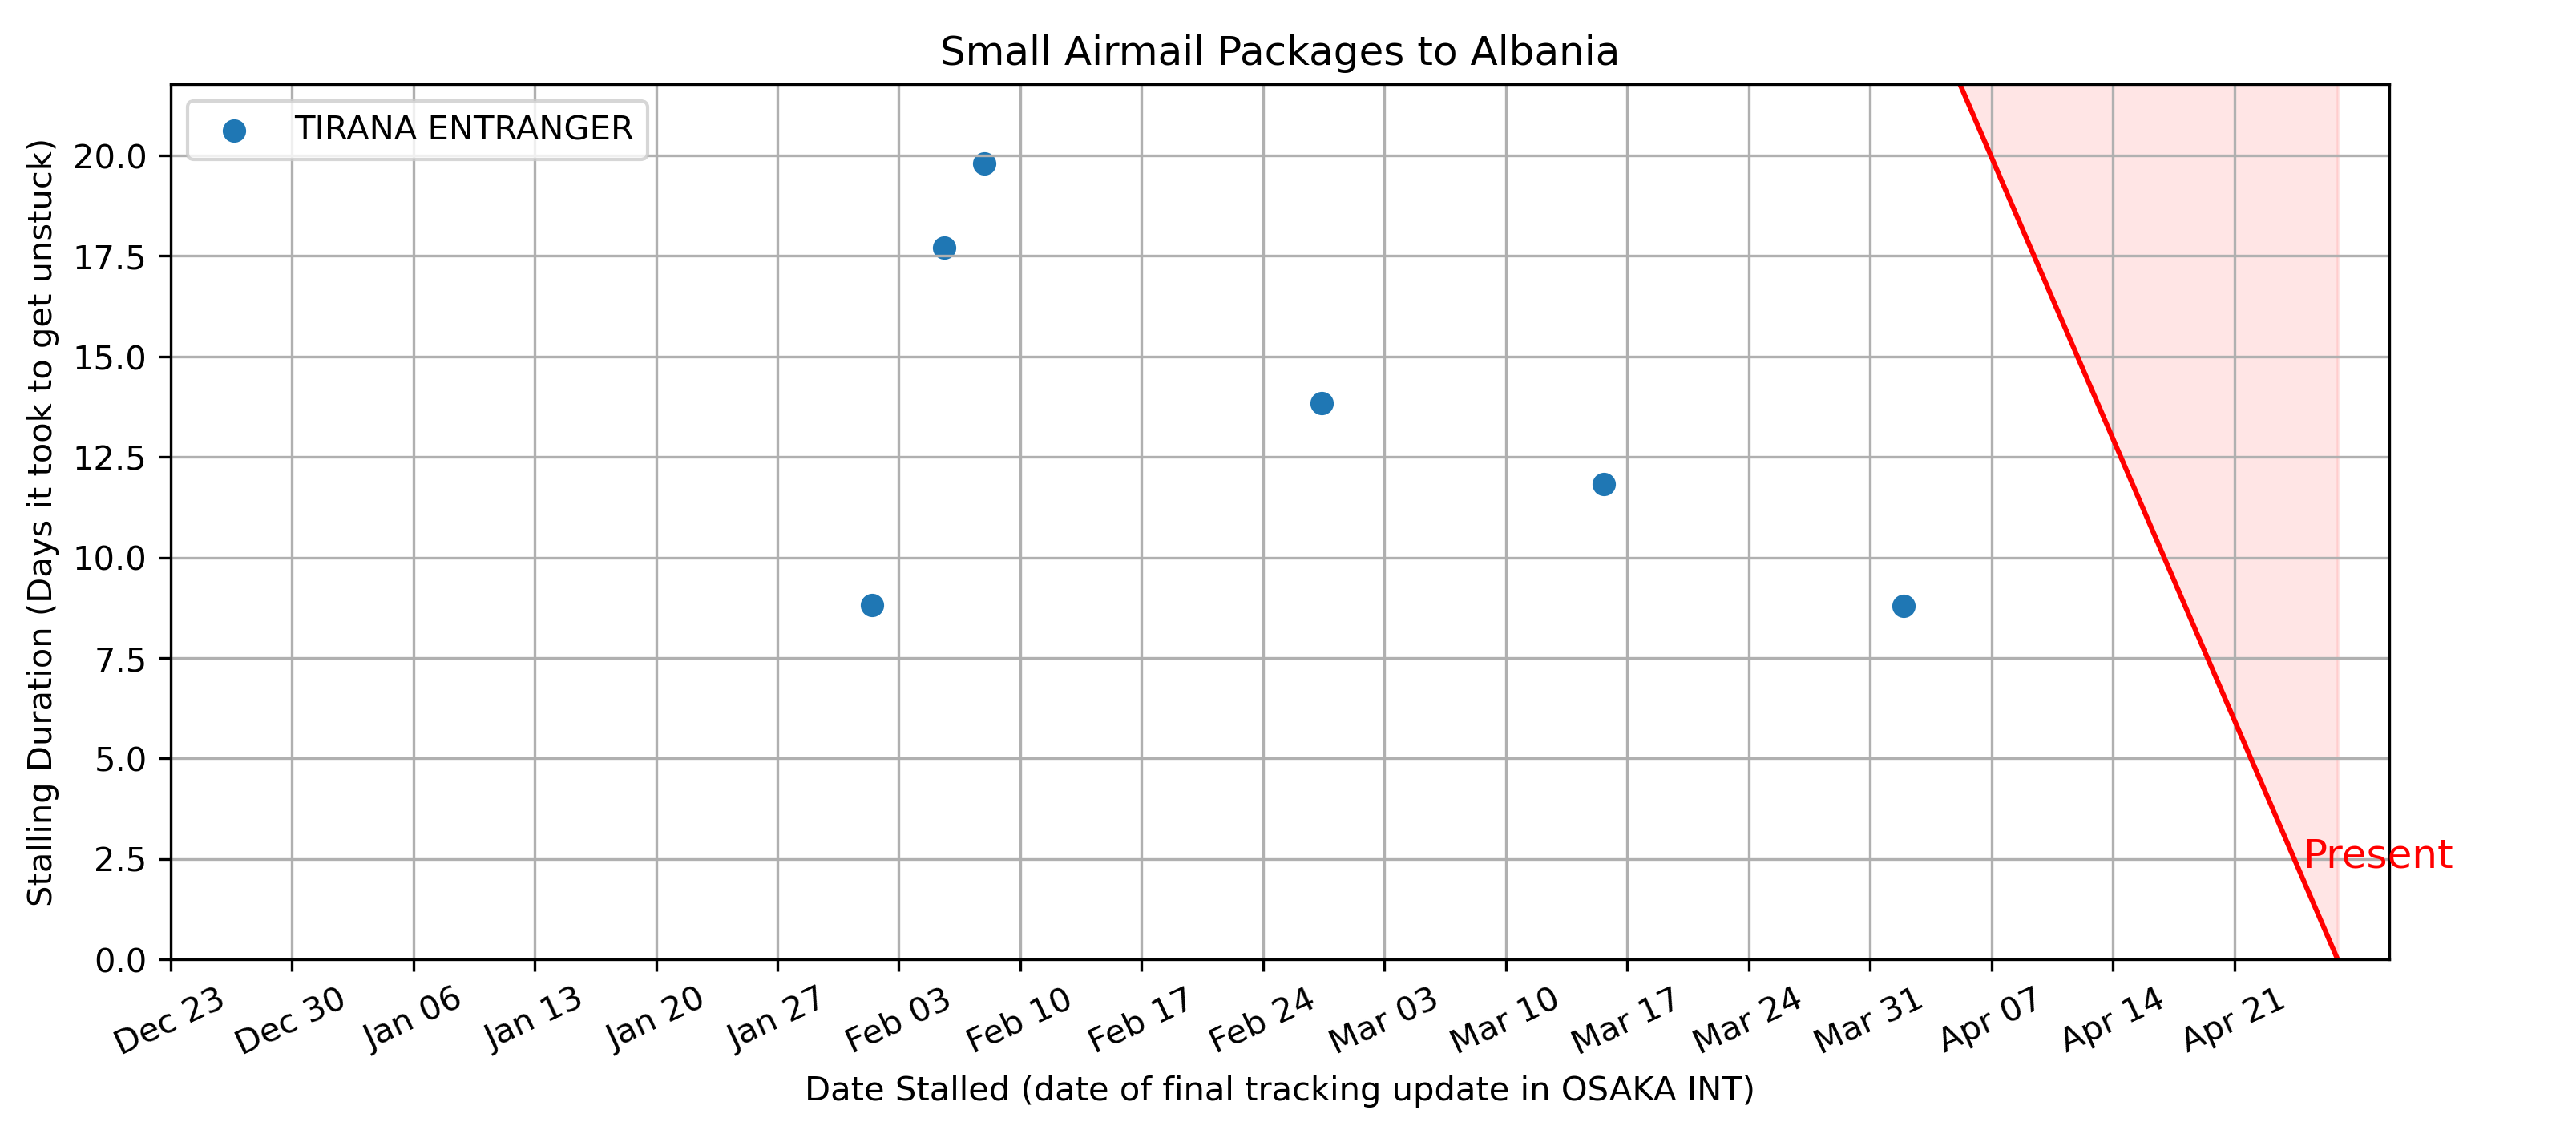 Small Airmail Packages to Albania
TIRANA ENTRANGER
Stalling Duration (Days it took to get unstuck)
20.0
17.5
15.0
12.5
10.0
7.5
5.0
2.5
0.0
Present
Dec 23
Dec 30
Jan 06
Jan 13
Jan 20
Jan 27
Feb 03
Feb 10
Feb 17
Feb 24
Mar 03
Mar 10
Mar 17
Mar 24
Mar 31
Apr 07
Apr 14
Apr 21
Date Stalled (date of final tracking update in OSAKA INT)